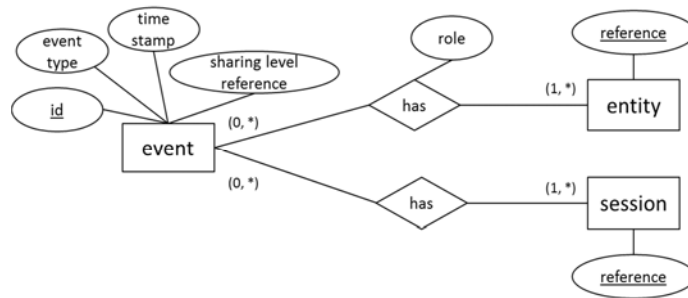 time
stamp
event
type
sharing level
reference
id
event
(0, *)
(0, *)
role
has
(1, *)
reference
entity
has
(1, *)
session
reference